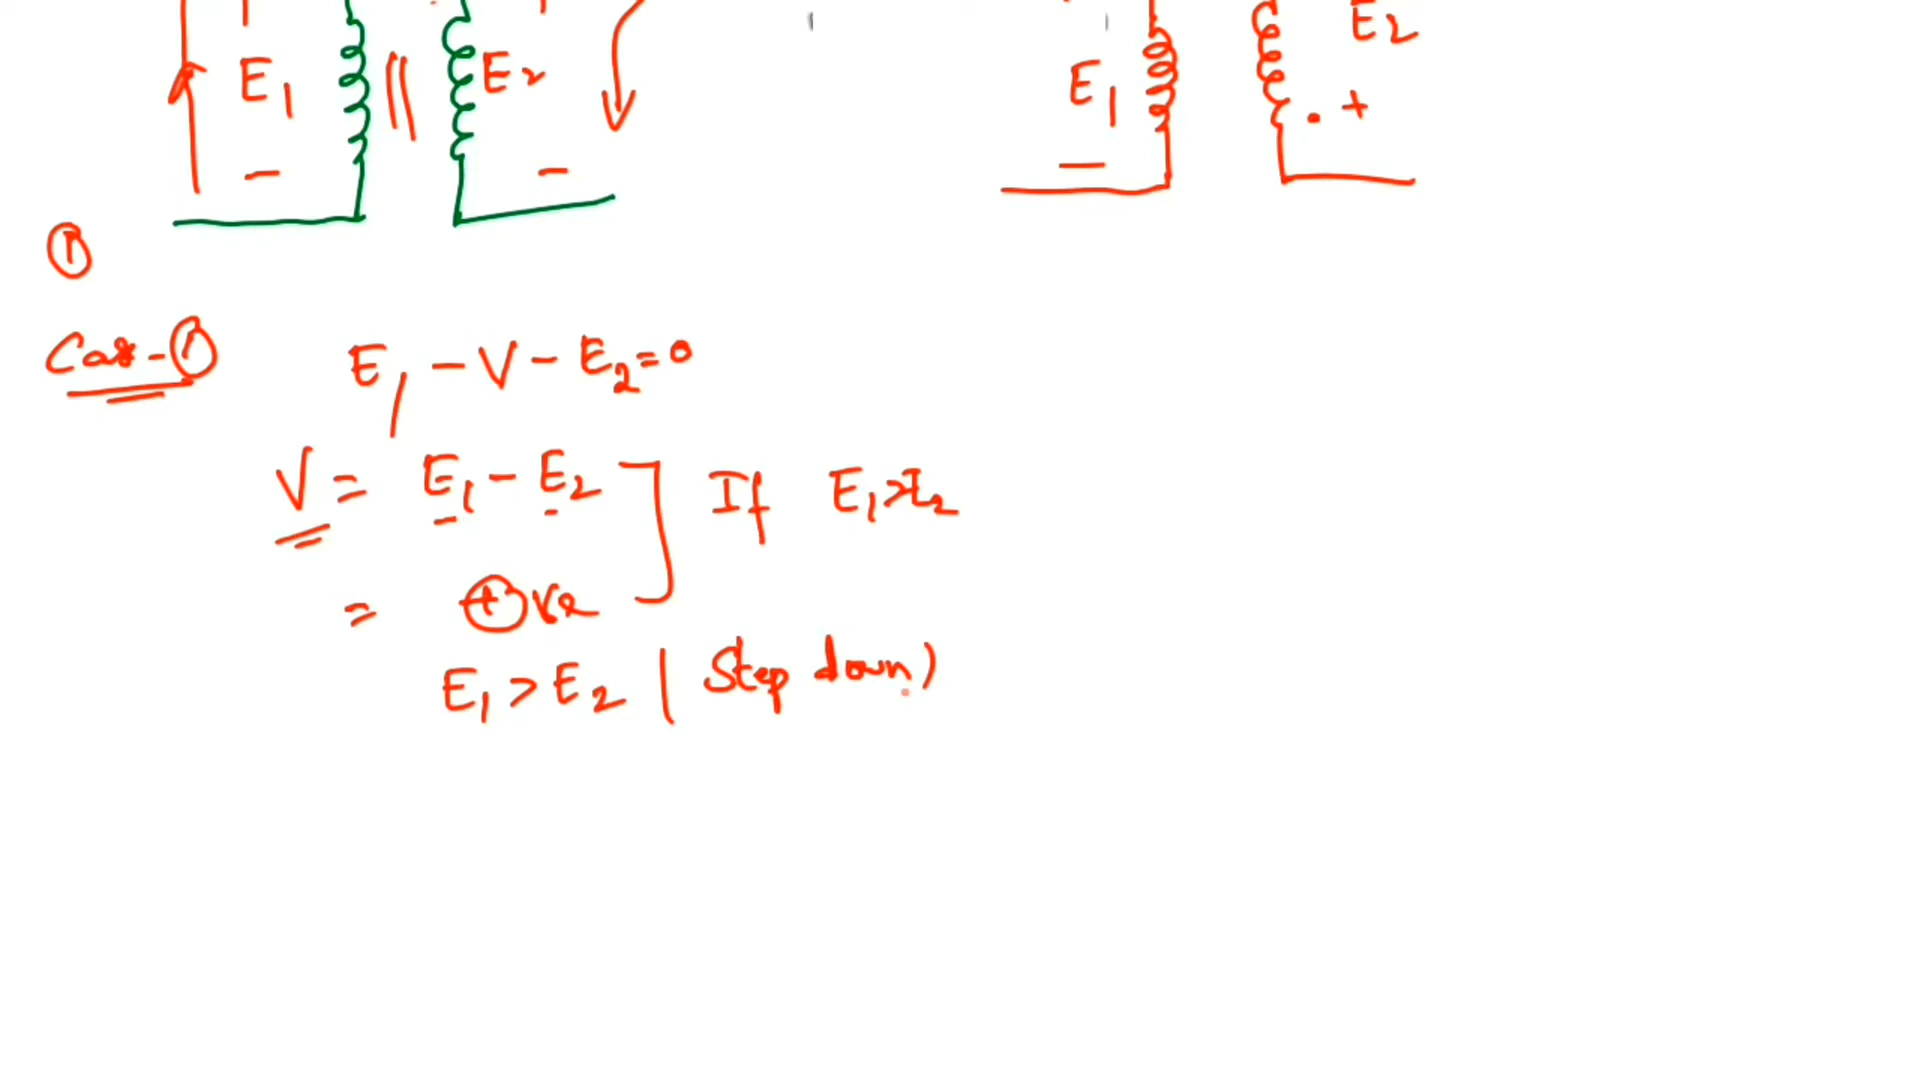 E1 E2
E2
E1
+
- -
-
①
Case-①
E1 - V - E2 = 0
V = E1 - E2 ] If E1>E2
= ⊕ve
E1 > E2 (Step down)